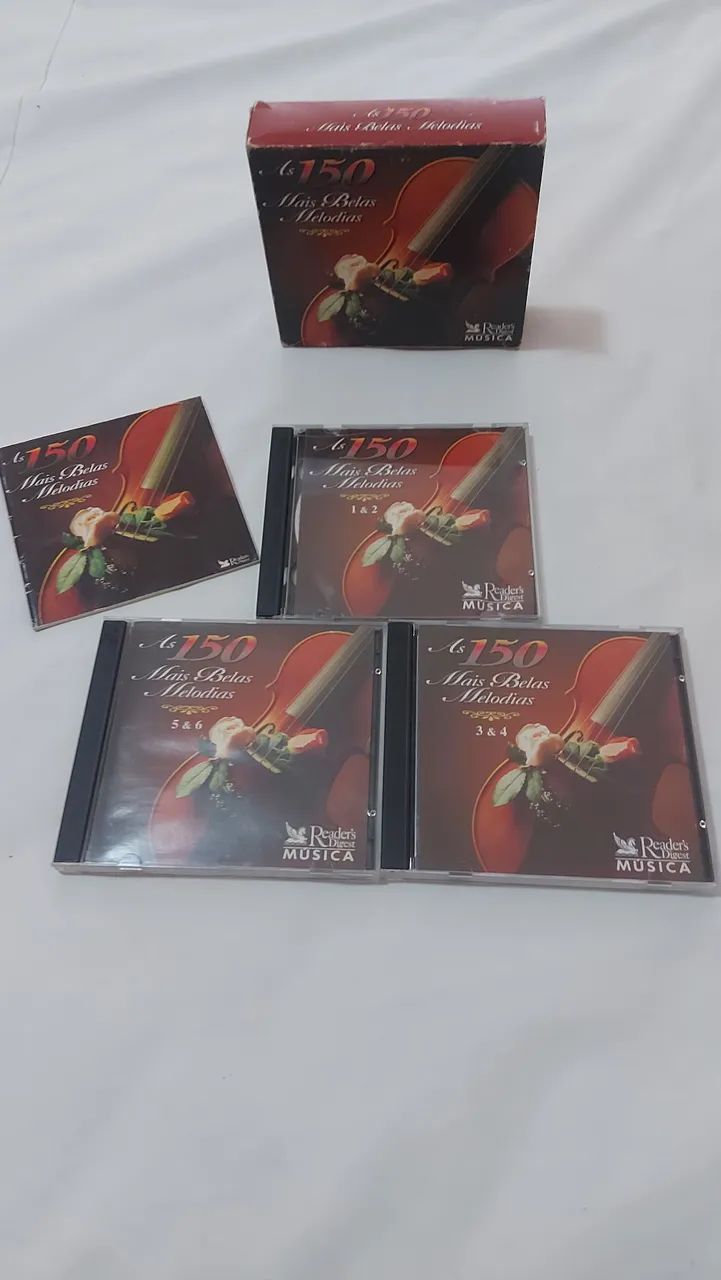 As 150
Mais Belas Melodias
As 150
Mais Belas
Melodias
Reader's
Digest
MÚSICA
As 150
Mais Belas
Melodias
Reader's
Digest
As 150
Mais Belas
Melodias
1 & 2
Reader's
Digest
MÚSICA
As 150
Mais Belas
Melodias
5 & 6
Reader's
Digest
MÚSICA
As 150
Mais Belas
Melodias
3 & 4
Reader's
Digest
MÚSICA